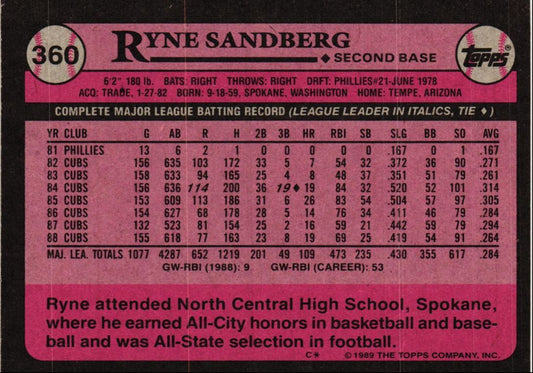 360
RYNE SANDBERG
SECOND BASE
Topps
6'2" 180 lb. BATS: RIGHT THROWS: RIGHT DRFT: PHILLIES #21-JUNE 1978
ACQ: TRADE, 1-27-82 BORN: 9-18-59, SPOKANE, WASHINGTON HOME: TEMPE, ARIZONA
COMPLETE MAJOR LEAGUE BATTING RECORD (LEAGUE LEADER IN ITALICS, TIE ♦)
YR CLUB G AB R H 2B 3B HR RBI SB SLG BB SO AVG
81 PHILLIES 13 6 2 1 0 0 0 0 0 .167 0 1 .167
82 CUBS 156 635 103 172 33 5 7 54 32 .372 36 90 .271
83 CUBS 158 633 94 165 25 4 8 48 37 .351 51 79 .261
84 CUBS 156 636 114 200 36 19♦ 19 84 32 .520 52 101 .314
85 CUBS 153 609 113 186 31 6 26 83 54 .504 57 97 .305
86 CUBS 154 627 68 178 28 5 14 76 34 .411 46 79 .284
87 CUBS 132 523 81 154 25 2 16 59 21 .442 59 79 .294
88 CUBS 155 618 77 163 23 8 19 69 25 .419 54 91 .264
MAJ. LEA. TOTALS 1077 4287 652 1219 201 49 109 473 235 .430 355 617 .284
GW-RBI (1988): 9 GW-RBI (CAREER): 53
Ryne attended North Central High School, Spokane,
where he earned All-City honors in basketball and base-
ball and was All-State selection in football.
C* ©1989 THE TOPPS COMPANY, INC.